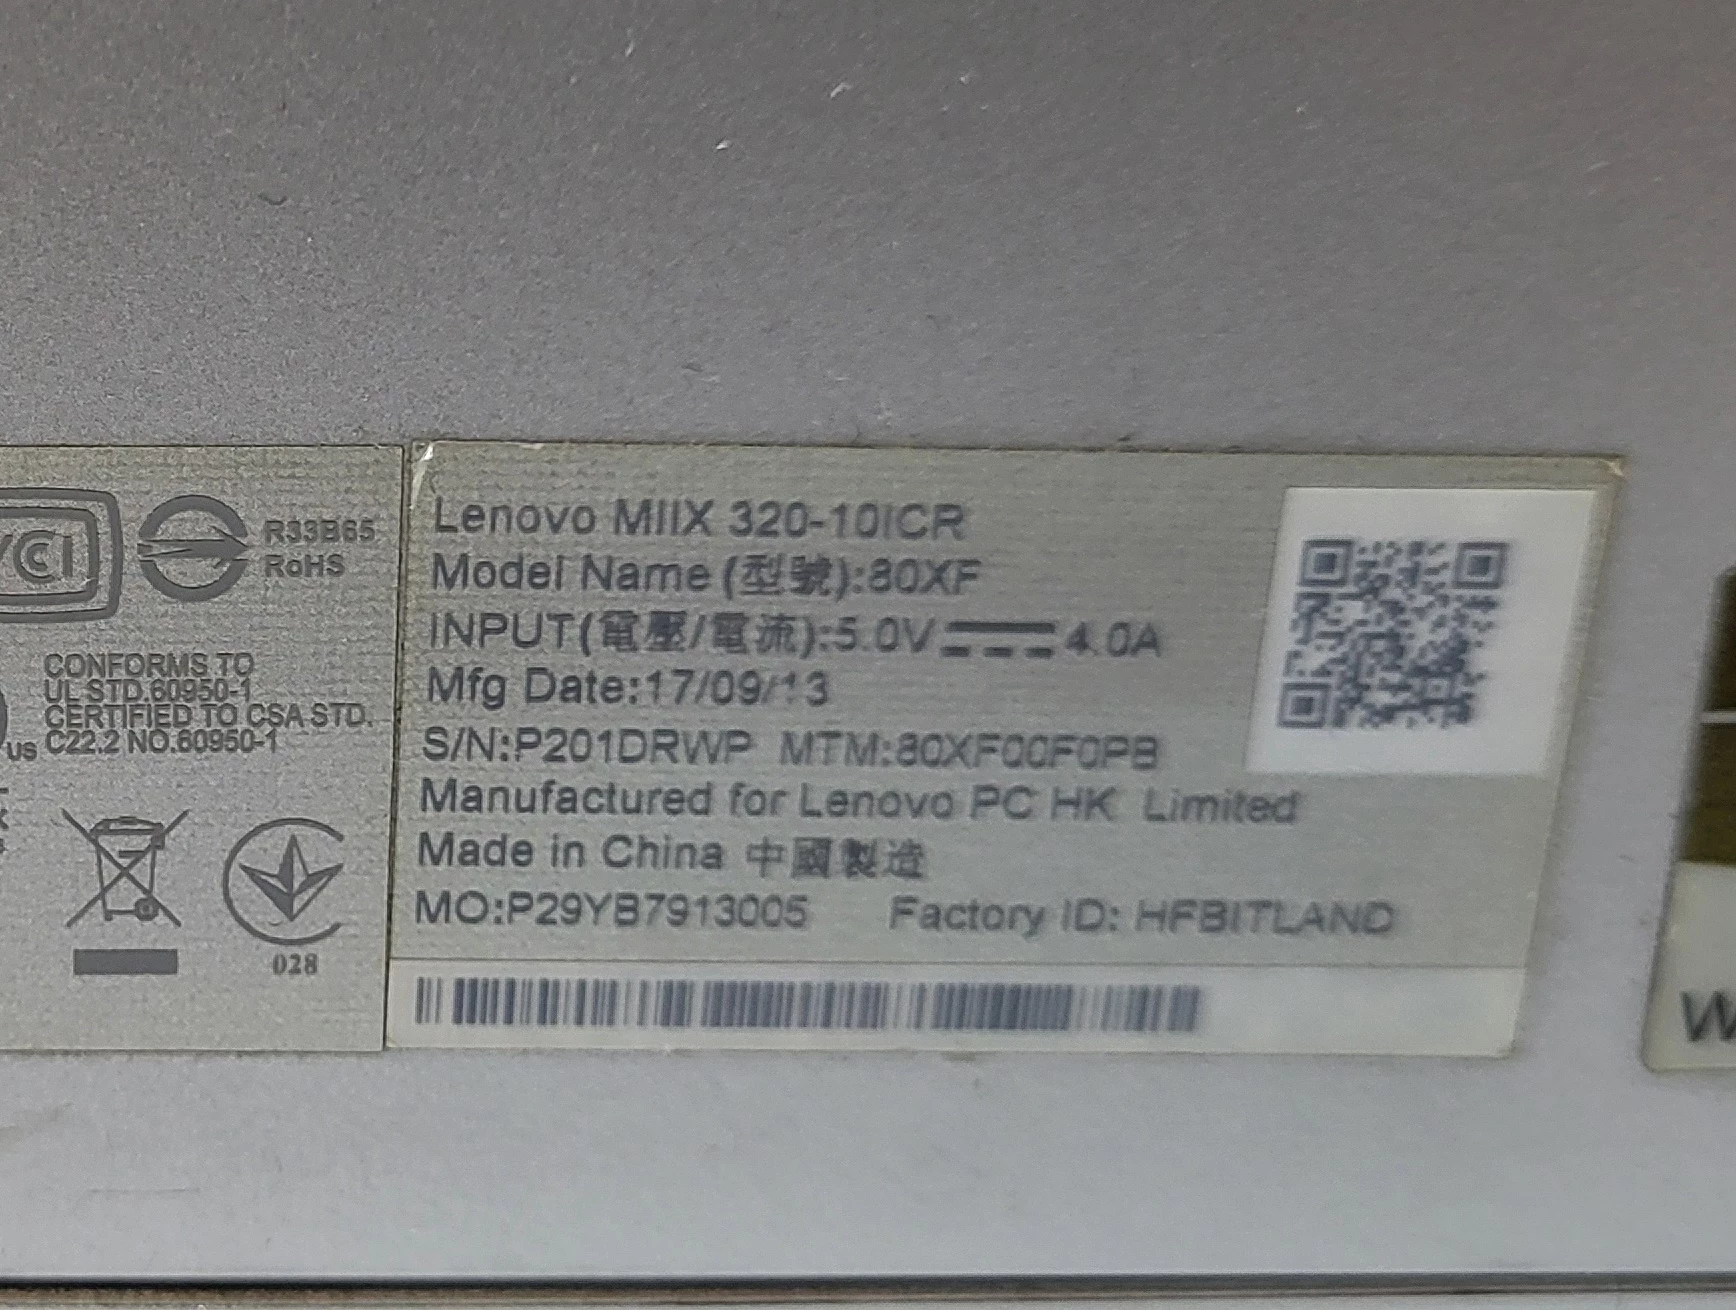 CCI
R33B65
RoHS
CONFORMS TO
UL STD.60950-1
CERTIFIED TO CSA STD.
US C22.2 NO.60950-1
028
Lenovo MIIX 320-10ICR
Model Name (型號):80XF
INPUT(電壓/電流):5.0V 4.0A
Mfg Date:17/09/13
S/N:P201DRWP MTM:80XF00F0PB
Manufactured for Lenovo PC HK Limited
Made in China 中國製造
MO:P29YB7913005 Factory ID: HFBITLAND